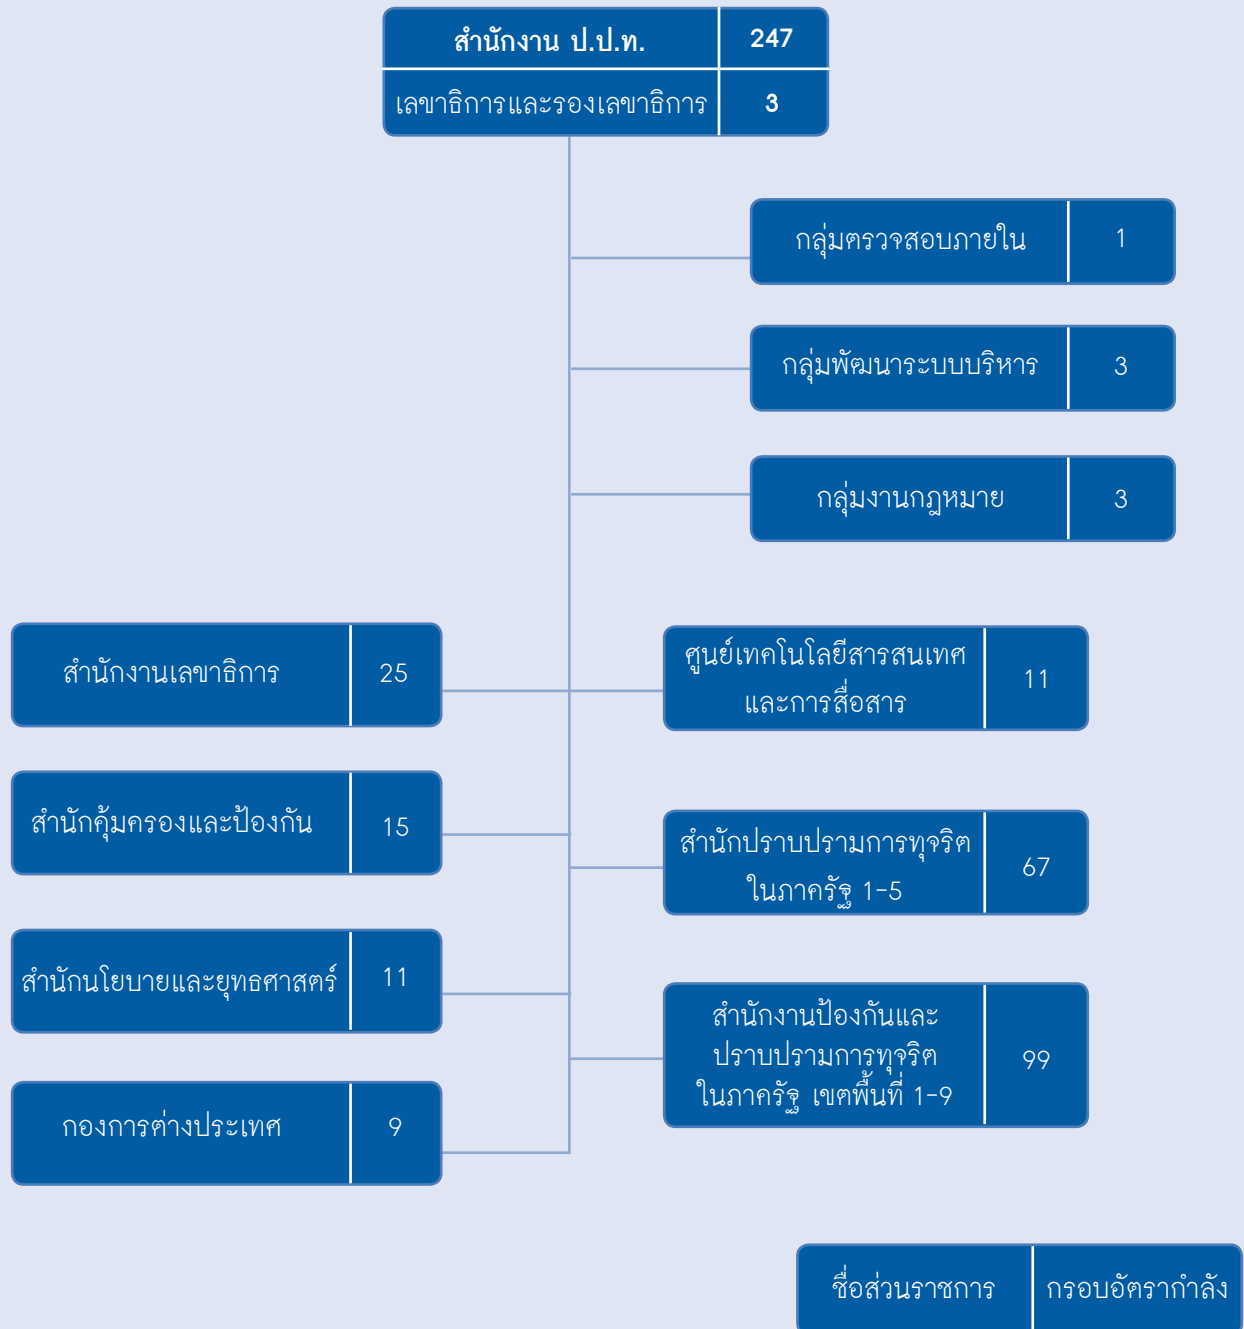 สำนักงาน ป.ป.ท. 247
เลขาธิการและรองเลขาธิการ 3
กลุ่มตรวจสอบภายใน 1
กลุ่มพัฒนาระบบบริหาร 3
กลุ่มงานกฎหมาย 3
สำนักงานเลขาธิการ 25
ศูนย์เทคโนโลยีสารสนเทศ
และการสื่อสาร 11
สำนักคุ้มครองและป้องกัน 15
สำนักปราบปรามการทุจริต
ในภาครัฐ 1-5 67
สำนักนโยบายและยุทธศาสตร์ 11
สำนักงานป้องกันและ
ปราบปรามการทุจริต 99
ในภาครัฐ เขตพื้นที่ 1-9
กองการต่างประเทศ 9
ชื่อส่วนราชการ กรอบอัตรากำลัง